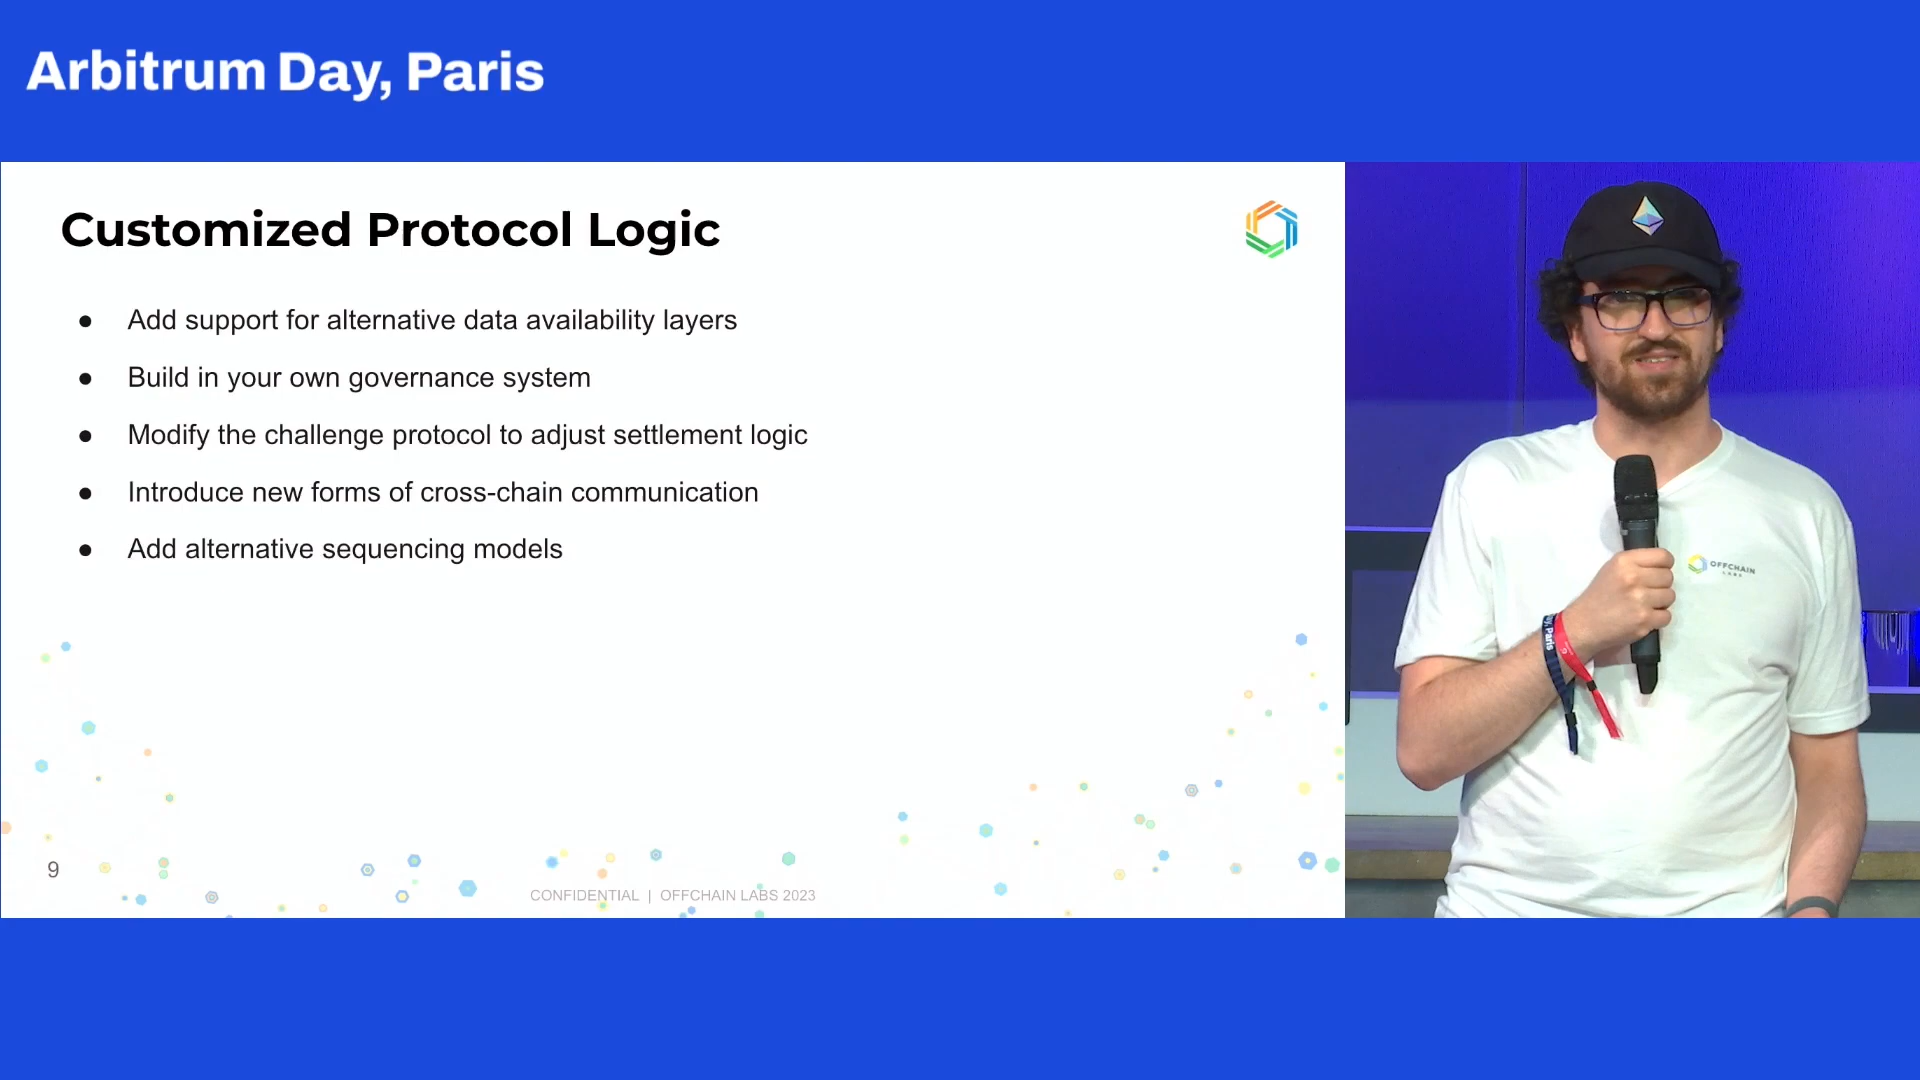 Arbitrum Day, Paris
Customized Protocol Logic
● Add support for alternative data availability layers
● Build in your own governance system
● Modify the challenge protocol to adjust settlement logic
● Introduce new forms of cross-chain communication
● Add alternative sequencing models
9
CONFIDENTIAL | OFFCHAIN LABS 2023
OFFCHAIN
LABS
Paris